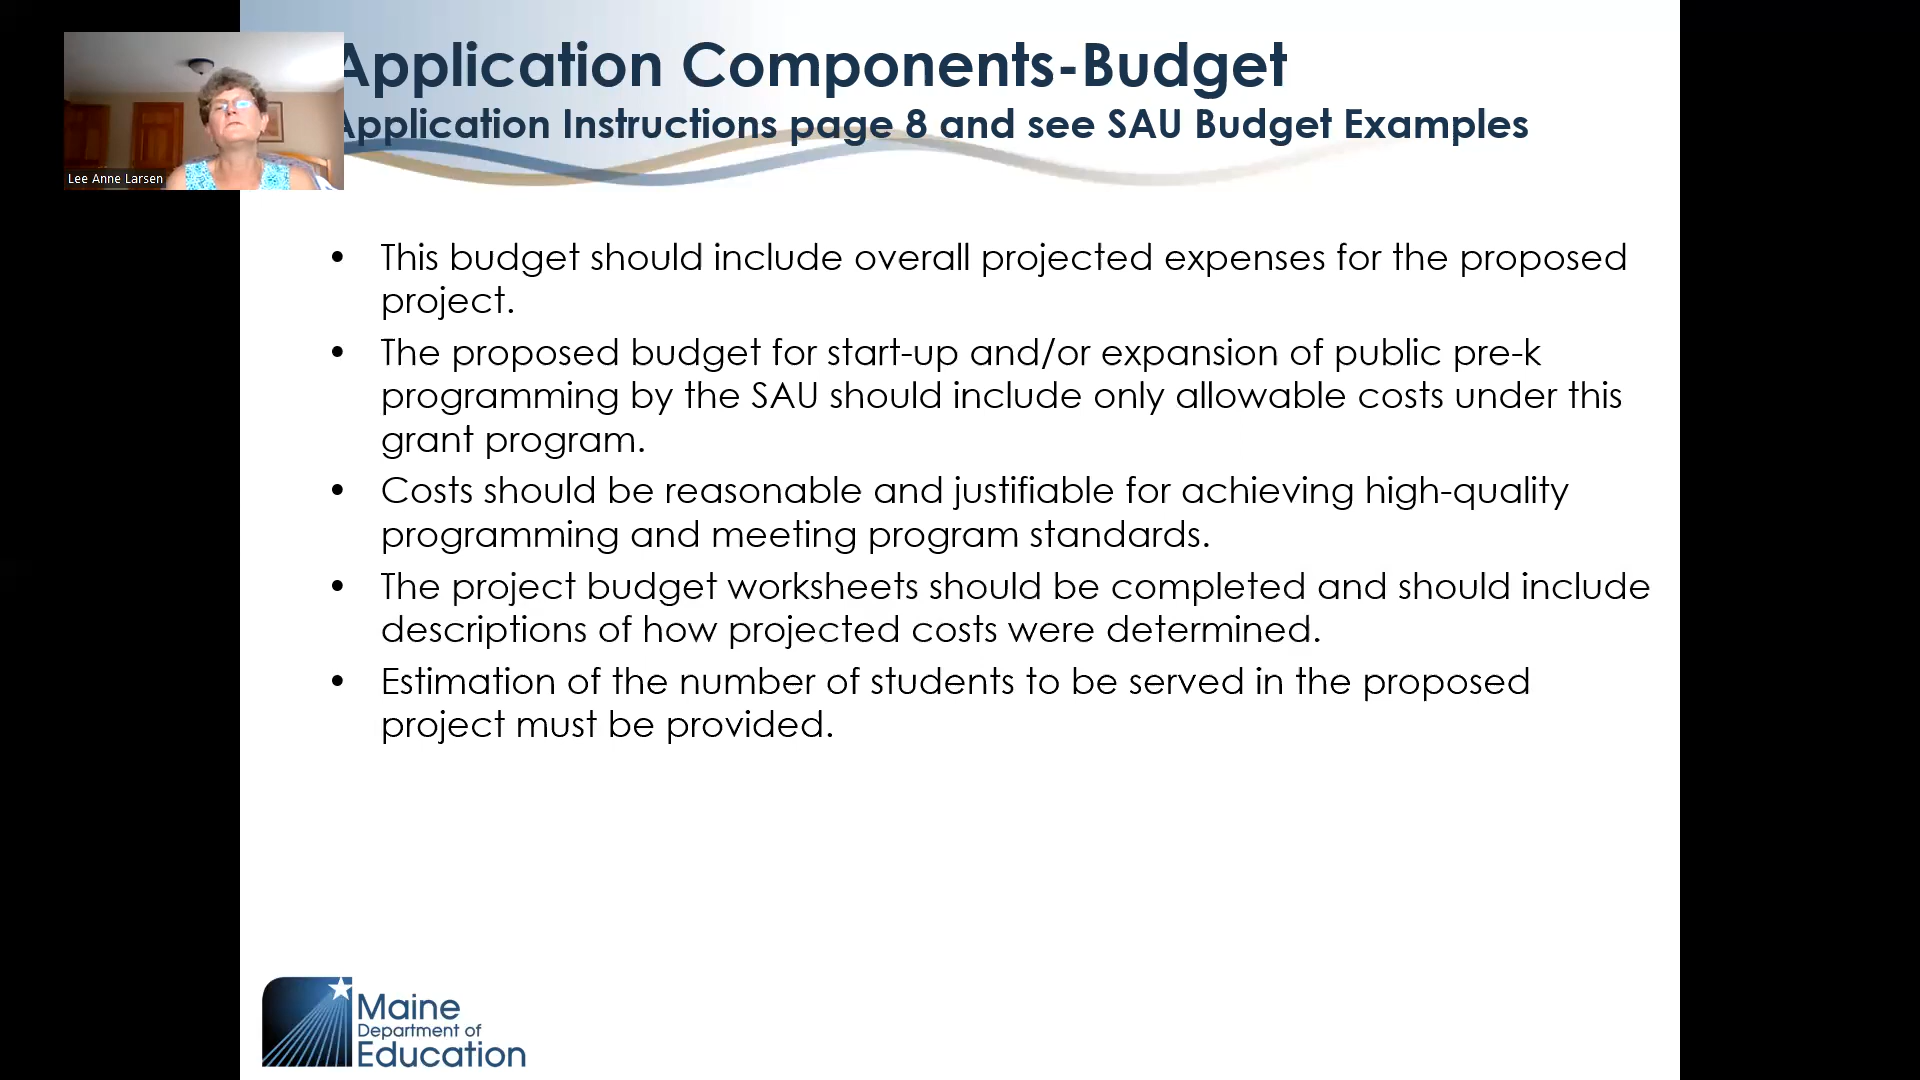 Application Components-Budget
Application Instructions page 8 and see SAU Budget Examples
Lee Anne Larsen
• This budget should include overall projected expenses for the proposed
project.
• The proposed budget for start-up and/or expansion of public pre-k
programming by the SAU should include only allowable costs under this
grant program.
• Costs should be reasonable and justifiable for achieving high-quality
programming and meeting program standards.
• The project budget worksheets should be completed and should include
descriptions of how projected costs were determined.
• Estimation of the number of students to be served in the proposed
project must be provided.
Maine
Department of
Education